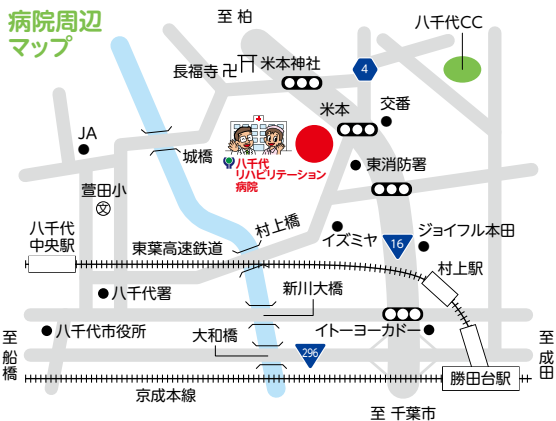 病院周辺
マップ
至 柏
八千代CC
長福寺 卍
米本神社
4
米本
交番
JA
城橋
八千代
リハビリテーション
病院
東消防署
萱田小
文
村上橋
イズミヤ
16
ジョイフル本田
八千代
中央駅
東葉高速鉄道
村上駅
八千代署
新川大橋
八千代市役所
大和橋
イトーヨーカドー
296
至船橋
至成田
勝田台駅
京成本線
至 千葉市